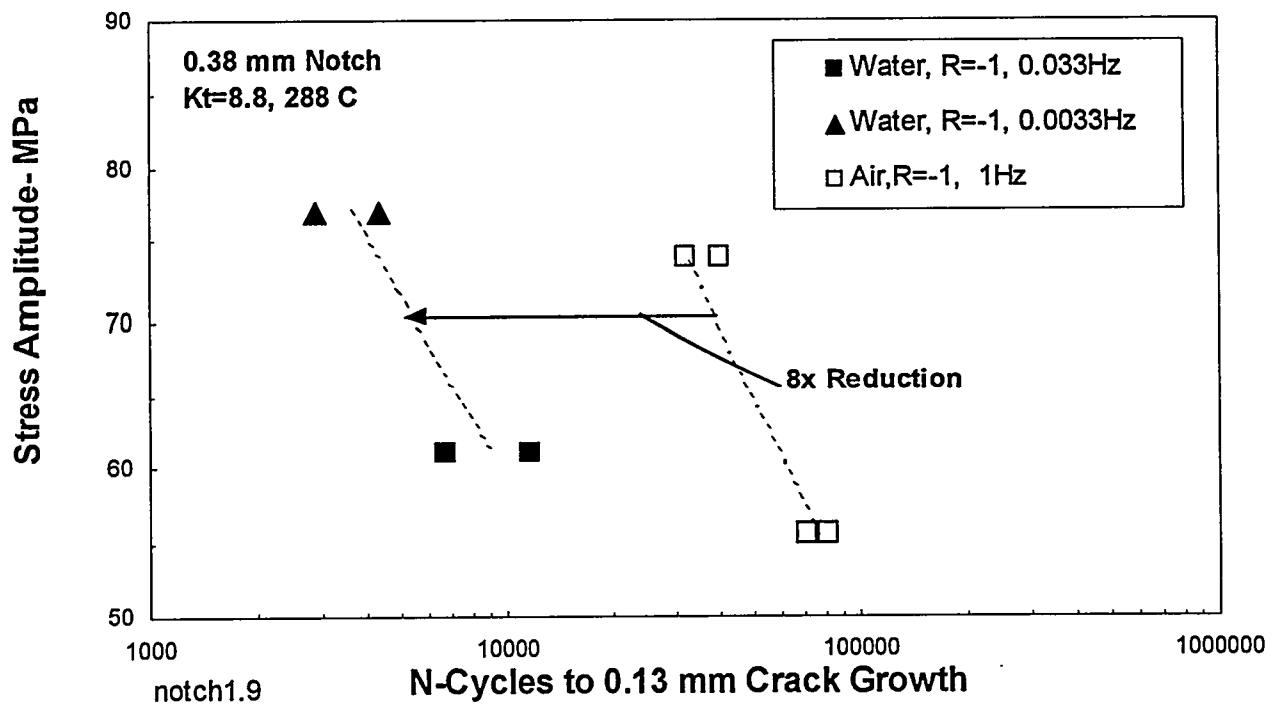 90
80
70
60
50
Stress Amplitude- MPa
0.38 mm Notch
Kt=8.8, 288 C
Water, R=-1, 0.033Hz
Water, R=-1, 0.0033Hz
Air,R=-1, 1Hz
8x Reduction
1000
10000
100000
1000000
N-Cycles to 0.13 mm Crack Growth
notch1.9